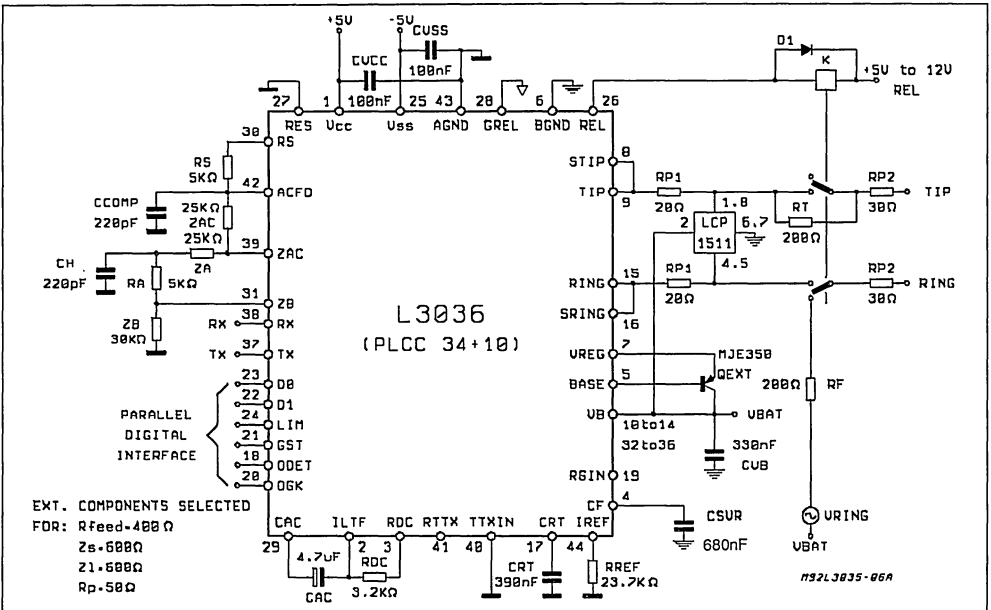 +5V -5V
CVSS
100nF
CVCC
100nF
D1
K
+5V to 12V
REL
27 1 25 43 28 6 26
RES Vcc Vss AGND GREL BGND REL
30 RS
RS
5KΩ
42 ACFD
CCOMP
220pF
25KΩ
ZAC
25KΩ
39 ZAC
ZA
CH
220pF
RA 5KΩ
31 ZB
ZB
30KΩ
RX 38 RX
TX 37 TX
23 D0
22 D1
24 LIM
21 GST
18 ODET
20 OGK
PARALLEL
DIGITAL
INTERFACE
L3036
(PLCC 34+10)
STIP 8
TIP 9
RP1
20Ω
1.8
2 LCP 6.7
1511
4.5
RT
200Ω
RP2
30Ω
TIP
RING 15
RP1
20Ω
RP2
30Ω
RING
SRING 16
VREG 7
MJE350
QEXT
BASE 5
VB 10to14
32to36
VBAT
330nF
CVB
200Ω RF
RGIN 19
CF 4
CSVR
680nF
VRING
VBAT
CAC ILTF RDC RTTX TTXIN CRT IREF
29 2 3 41 40 17 44
4.7uF
CAC
RDC
3.2KΩ
CRT
390nF
RREF
23.7KΩ
EXT. COMPONENTS SELECTED
FOR: Rfeed=400Ω
Zs=600Ω
Zl=600Ω
Rp=50Ω
M92L3035-06A